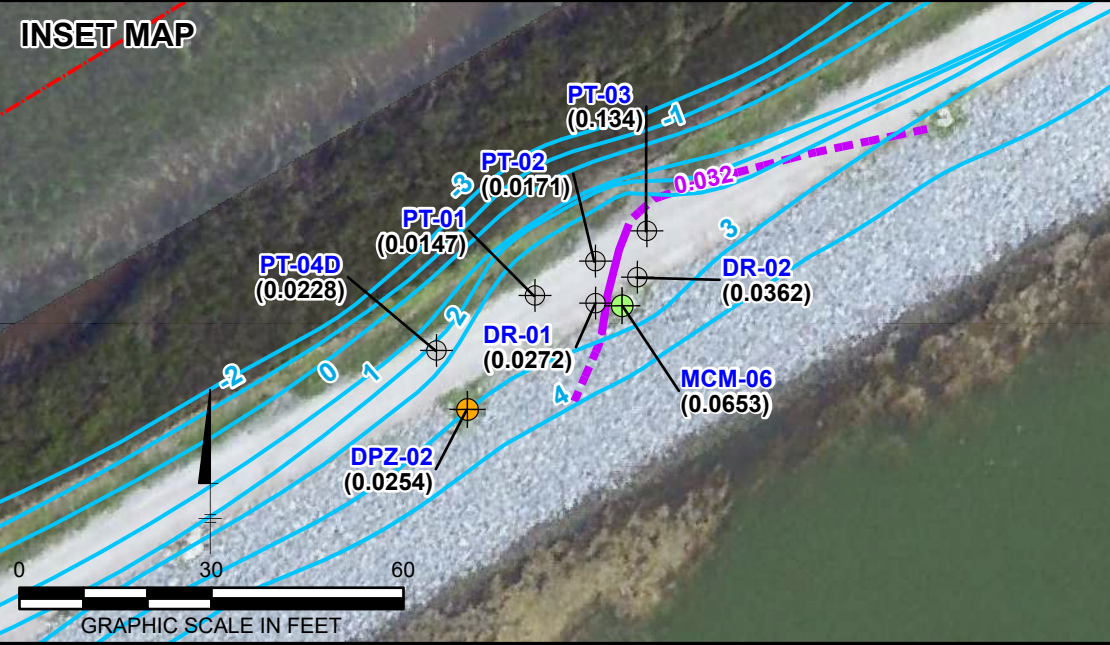 INSET MAP
PT-03
(0.134)
-1
PT-02
(0.0171)
-3
0.032
PT-01
(0.0147)
3
PT-04D
(0.0228)
DR-02
(0.0362)
2
DR-01
(0.0272)
-2
0
1
MCM-06
(0.0653)
4
DPZ-02
(0.0254)
0
30
60
GRAPHIC SCALE IN FEET